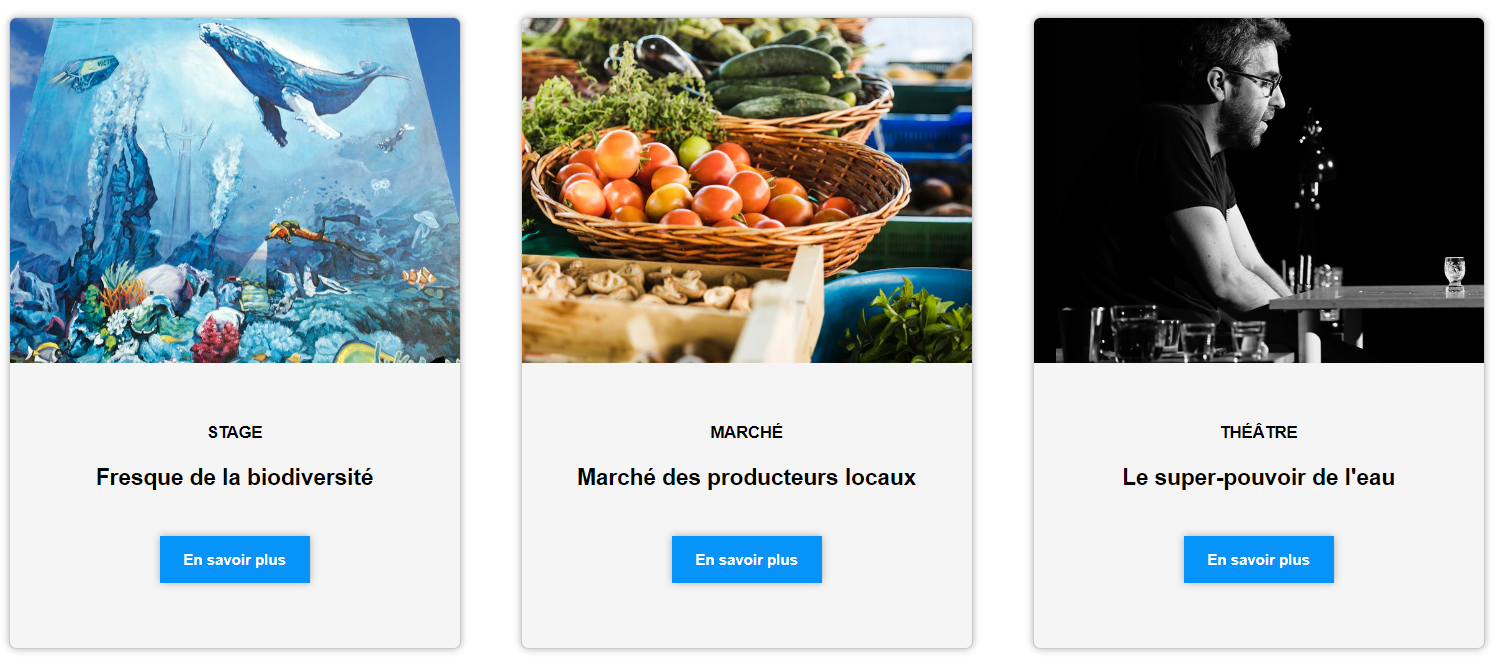 STAGE
Fresque de la biodiversité
En savoir plus
MARCHÉ
Marché des producteurs locaux
En savoir plus
THÉÂTRE
Le super-pouvoir de l'eau
En savoir plus